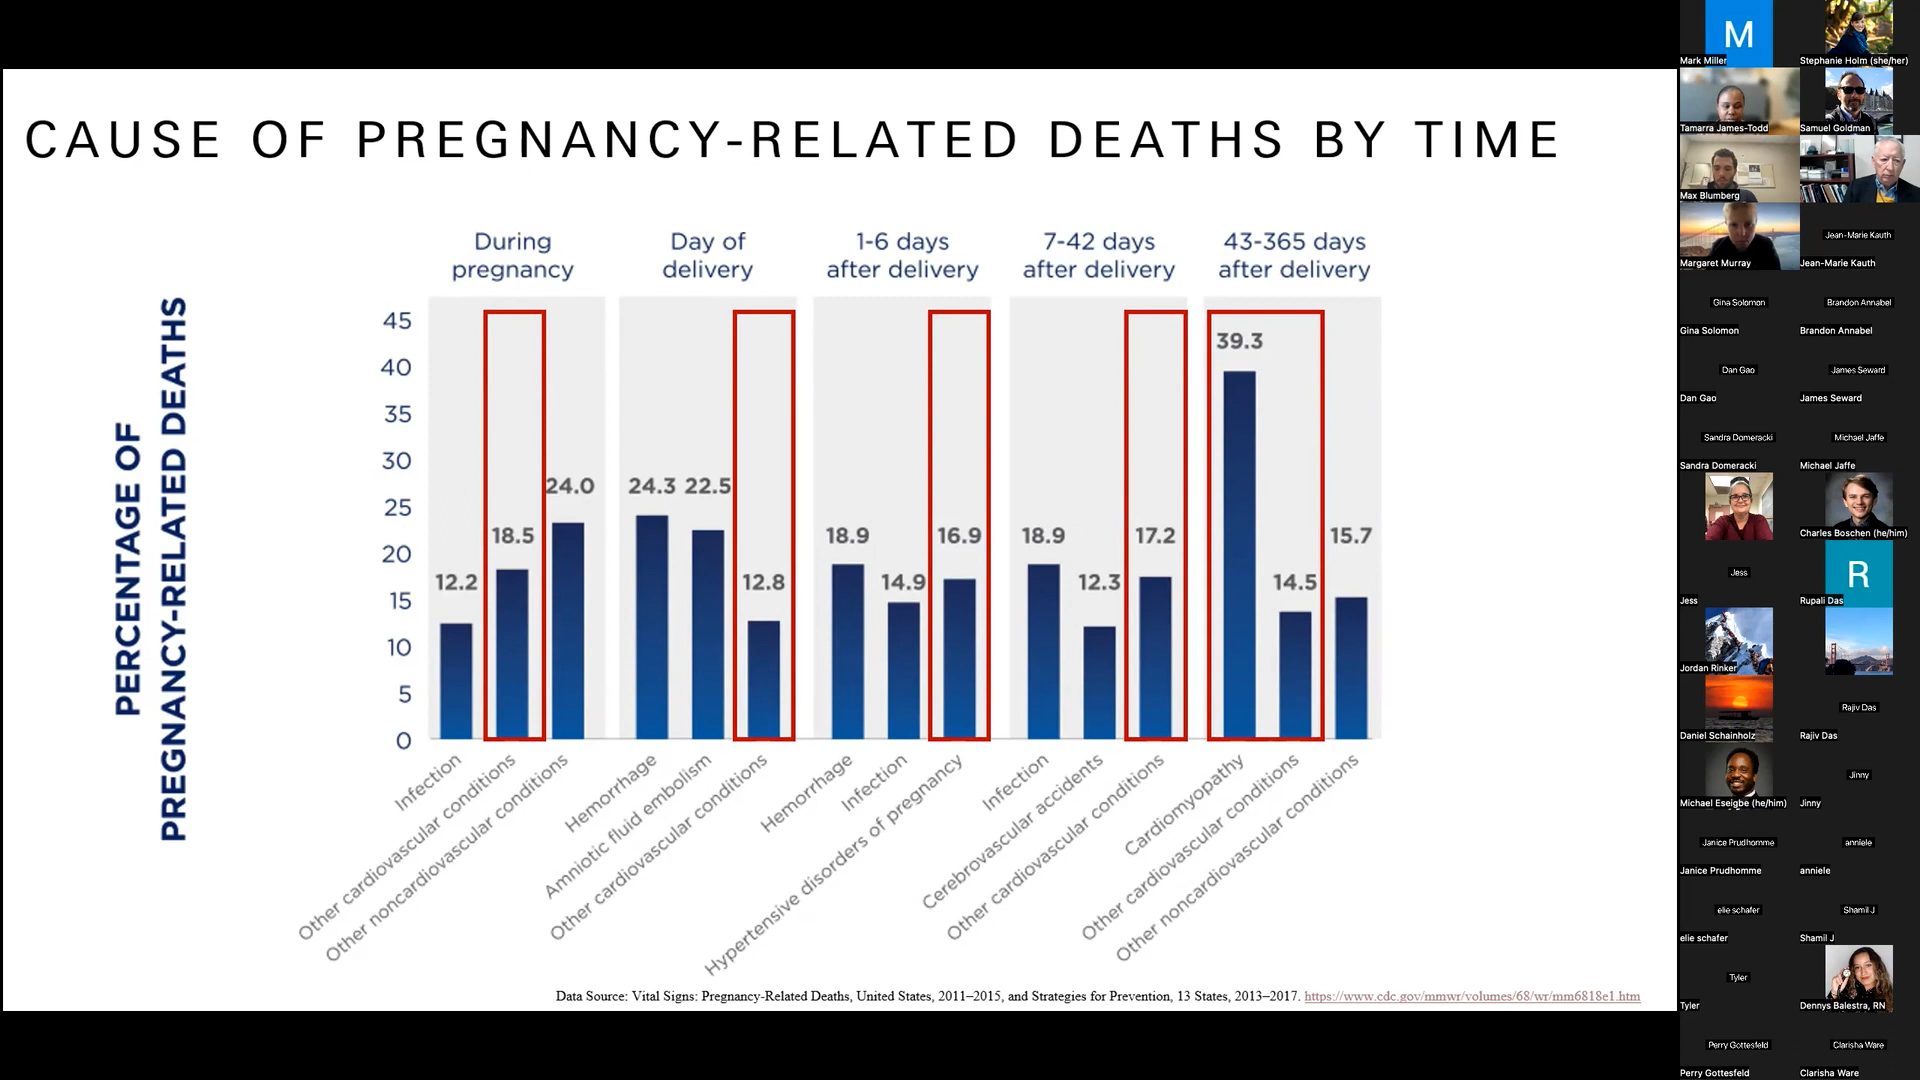 CAUSE OF PREGNANCY-RELATED DEATHS BY TIME
PERCENTAGE OF
PREGNANCY-RELATED DEATHS
During
pregnancy
Day of
delivery
1-6 days
after delivery
7-42 days
after delivery
43-365 days
after delivery
45
40
35
30
25
20
15
10
5
0
12.2
18.5
24.0
24.3
22.5
12.8
18.9
14.9
16.9
18.9
12.3
17.2
39.3
14.5
15.7
Infection
Other cardiovascular conditions
Other noncardiovascular conditions
Hemorrhage
Amniotic fluid embolism
Other cardiovascular conditions
Hemorrhage
Infection
Hypertensive disorders of pregnancy
Infection
Cerebrovascular accidents
Other cardiovascular conditions
Cardiomyopathy
Other cardiovascular conditions
Other noncardiovascular conditions
Data Source: Vital Signs: Pregnancy-Related Deaths, United States, 2011–2015, and Strategies for Prevention, 13 States, 2013–2017. https://www.cdc.gov/mmwr/volumes/68/wr/mm6818e1.htm
M
Mark Miller
Stephanie Holm (she/her)
Tamarra James-Todd
Samuel Goldman
Max Blumberg
Margaret Murray
Jean-Marie Kauth
Jean-Marie Kauth
Gina Solomon
Gina Solomon
Brandon Annabel
Brandon Annabel
Dan Gao
Dan Gao
James Seward
James Seward
Sandra Domeracki
Sandra Domeracki
Michael Jaffe
Michael Jaffe
Charles Boschen (he/him)
Jess
Jess
R
Rupali Das
Jordan Rinker
Daniel Schainholz
Rajiv Das
Rajiv Das
Michael Eseigbe (he/him)
Jinny
Jinny
Janice Prudhomme
Janice Prudhomme
anniele
anniele
elie schafer
elie schafer
Shamil J
Shamil J
Tyler
Tyler
Dennys Balestra, RN
Perry Gottesfeld
Perry Gottesfeld
Clarisha Ware
Clarisha Ware